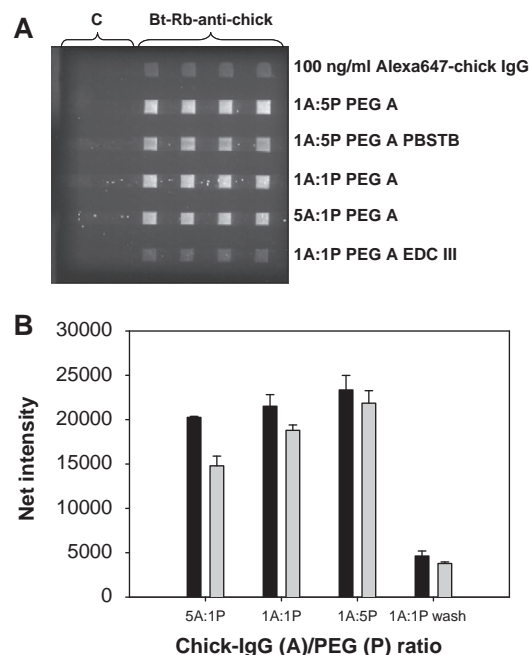 A
C
Bt-Rb-anti-chick
100 ng/ml Alexa647-chick IgG
1A:5P PEG A
1A:5P PEG A PBSTB
1A:1P PEG A
5A:1P PEG A
1A:1P PEG A EDC III
B
30000
25000
20000
15000
10000
5000
0
Net intensity
5A:1P
1A:1P
1A:5P
1A:1P wash
Chick-IgG (A)/PEG (P) ratio